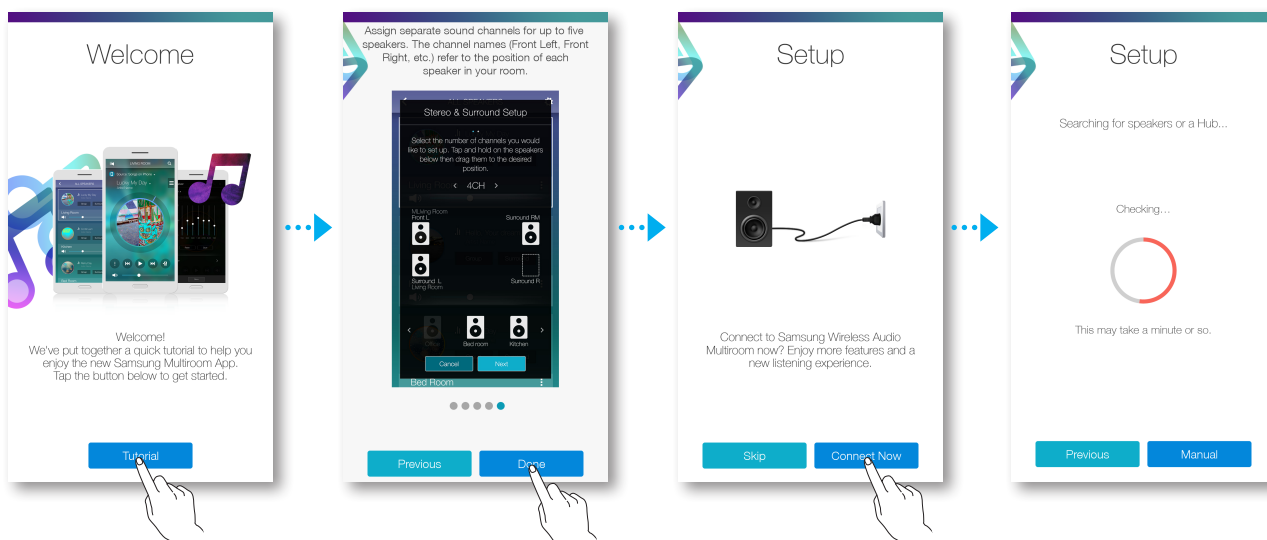 Welcome
Welcome!
We've put together a quick tutorial to help you
enjoy the new Samsung Multiroom App.
Tap the button below to get started.
Tutorial
Assign separate sound channels for up to five
speakers. The channel names (Front Left, Front
Right, etc.) refer to the position of each
speaker in your room.
Stereo & Surround Setup
Select the number of channels you would
like to set up. Tap and hold on the speakers
below then drag them to the desired
position.
< 4CH >
MLiving Room
Front L
Surround RM
Surround L
Living Room
Surround R
Office
Bed room
Kitchen
Cancel
Next
Bed Room
Previous
Done
Setup
Connect to Samsung Wireless Audio
Multiroom now? Enjoy more features and a
new listening experience.
Skip
Connect Now
Setup
Searching for speakers or a Hub...
Checking...
This may take a minute or so.
Previous
Manual